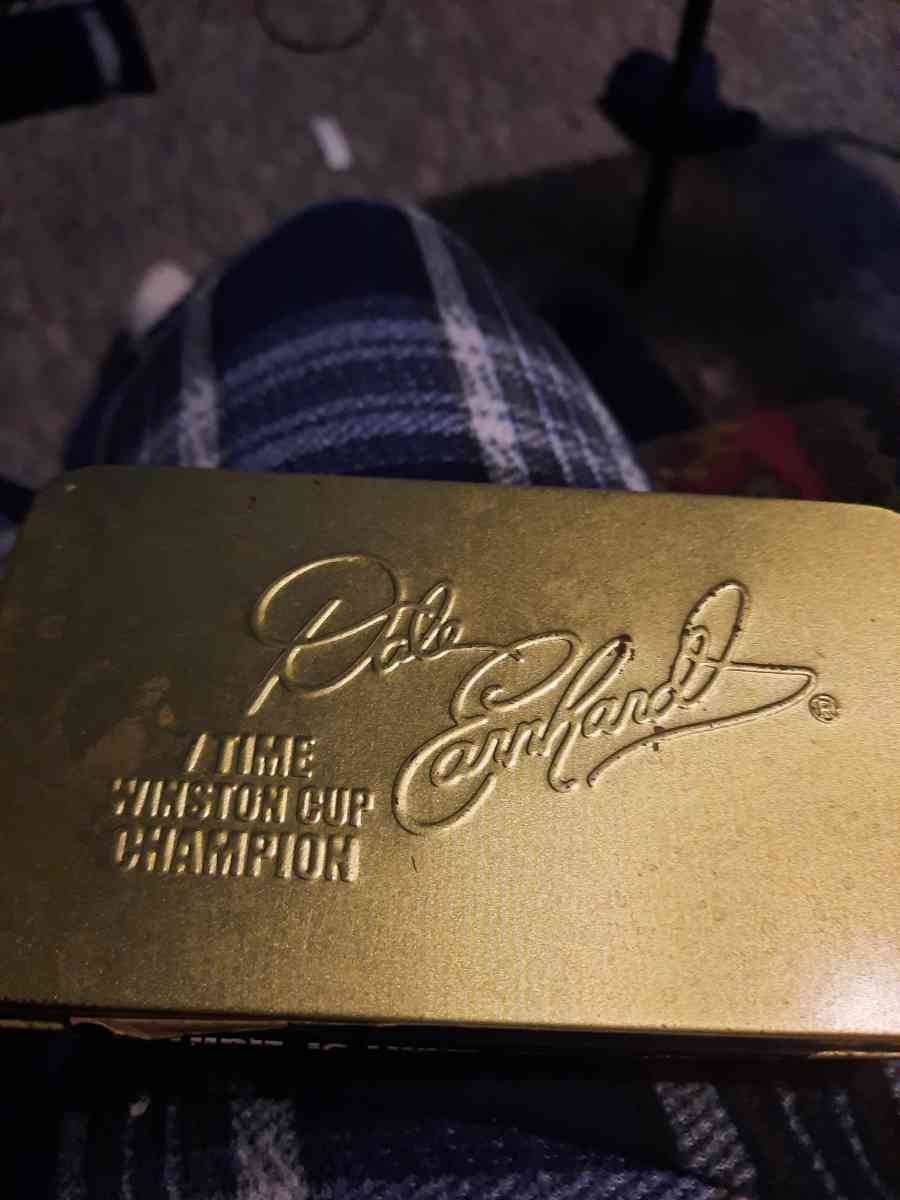 Dale Earnhardt ®
7 TIME
WINSTON CUP
CHAMPION